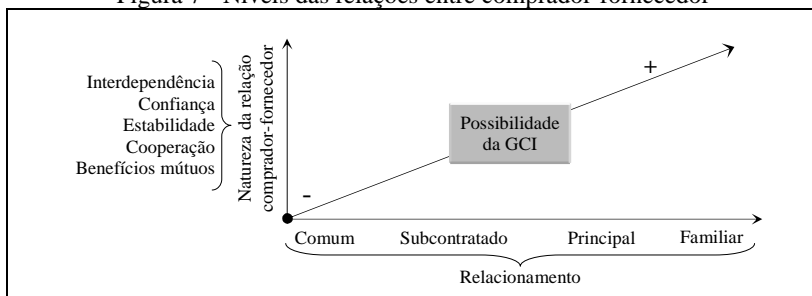 Figura 7 - Níveis das relações entre comprador-fornecedor
Interdependência
Confiança
Estabilidade
Cooperação
Benefícios mútuos
Natureza da relação
comprador-fornecedor
+
Possibilidade
da GCI
-
Comum Subcontratado Principal Familiar
Relacionamento